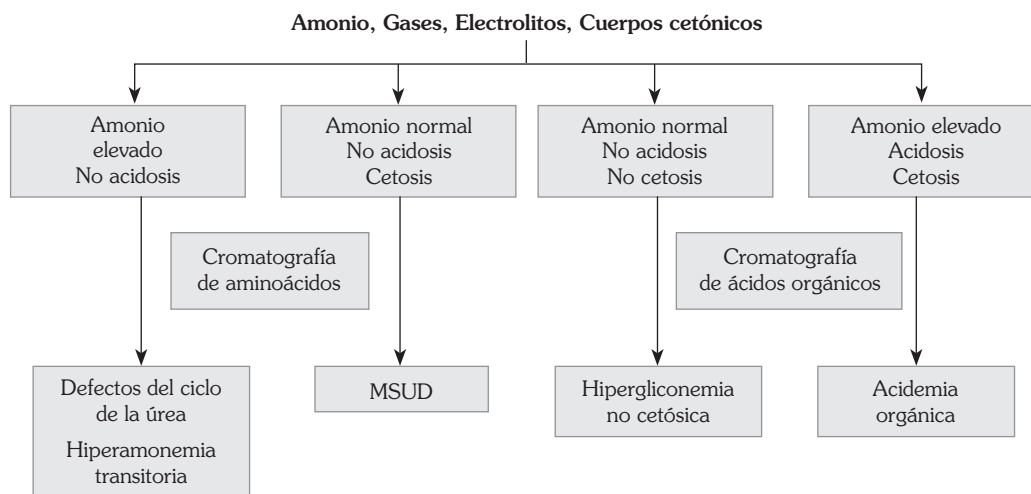 Amonio, Gases, Electrolitos, Cuerpos cetónicos
Amonio
elevado
No acidosis
Amonio normal
No acidosis
Cetosis
Amonio normal
No acidosis
No cetosis
Amonio elevado
Acidosis
Cetosis
Cromatografía
de aminoácidos
Cromatografía
de ácidos orgánicos
Defectos del ciclo
de la úrea
Hiperamonemia
transitoria
MSUD
Hipergliconemia
no cetósica
Acidemia
orgánica